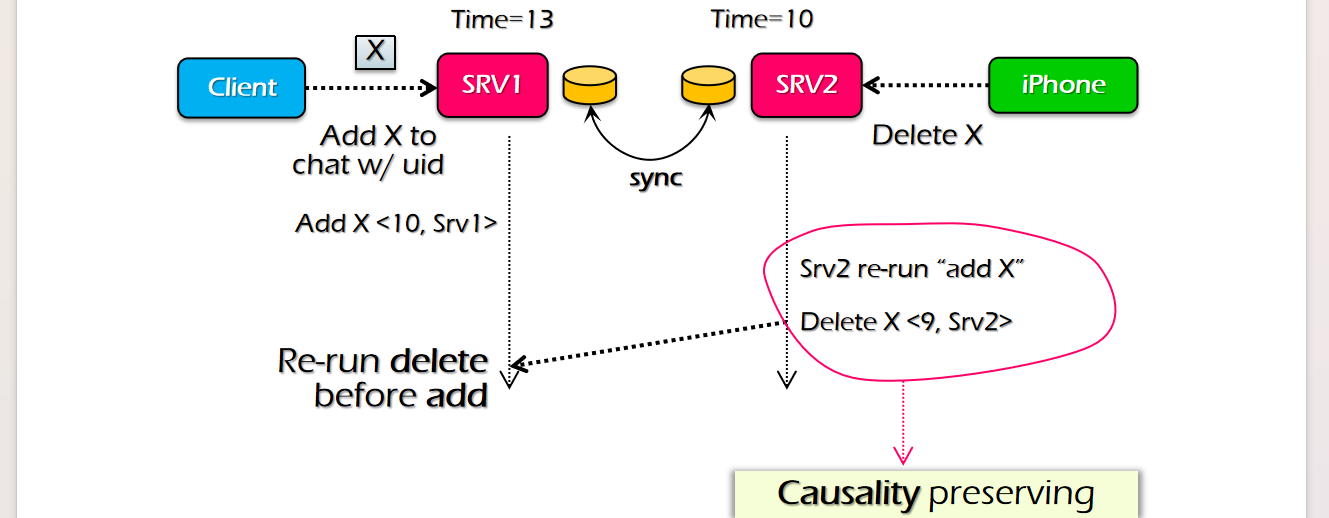 Time=13
Time=10
X
Client
SRV1
SRV2
iPhone
Add X to
chat w/ uid
Delete X
sync
Add X <10, Srv1>
Srv2 re-run “add X”
Delete X <9, Srv2>
Re-run delete
before add
Causality preserving